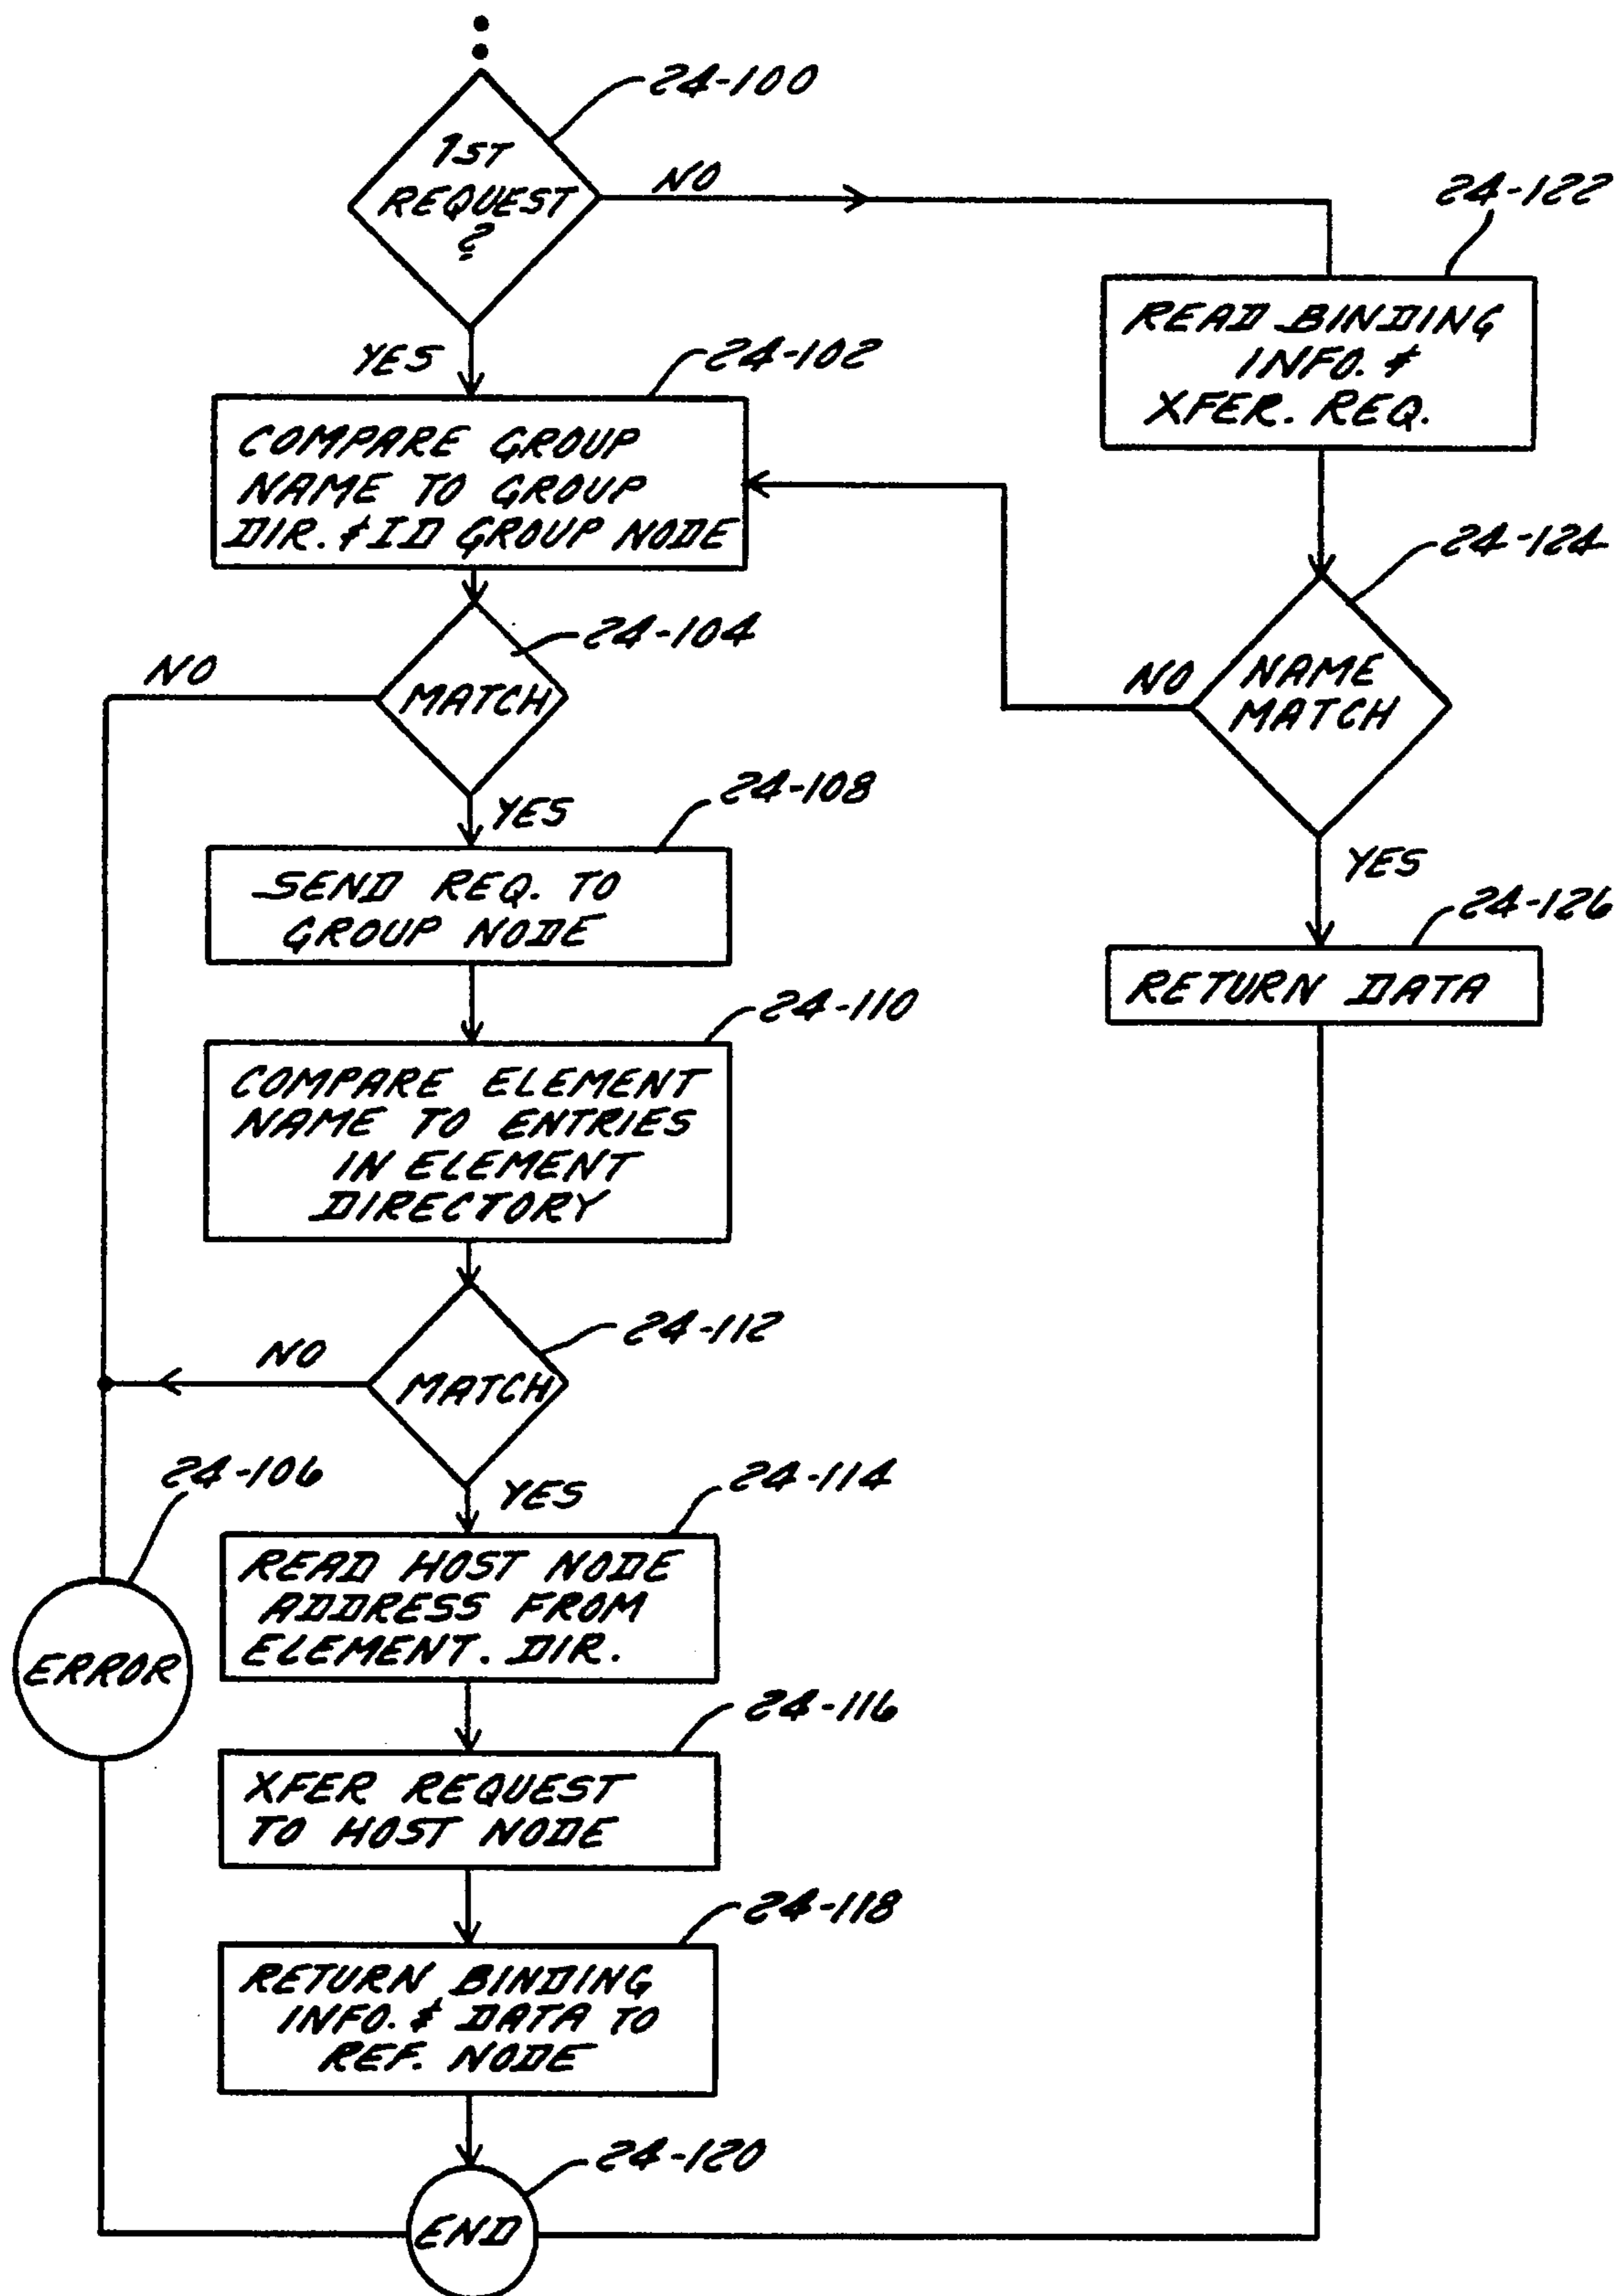 24-100
1ST
REQUEST
?
NO
24-122
READ BINDING
INFO. &
XFER. REQ.
YES
24-102
COMPARE GROUP
NAME TO GROUP
DIR. & ID GROUP NODE
24-124
NAME
MATCH
NO
24-104
MATCH
NO
YES
24-108
SEND REQ. TO
GROUP NODE
YES
24-126
RETURN DATA
24-110
COMPARE ELEMENT
NAME TO ENTRIES
IN ELEMENT
DIRECTORY
24-112
MATCH
NO
24-106
ERROR
YES
24-114
READ HOST NODE
ADDRESS FROM
ELEMENT. DIR.
24-116
XFER REQUEST
TO HOST NODE
24-118
RETURN BINDING
INFO. & DATA TO
REF. NODE
24-120
END